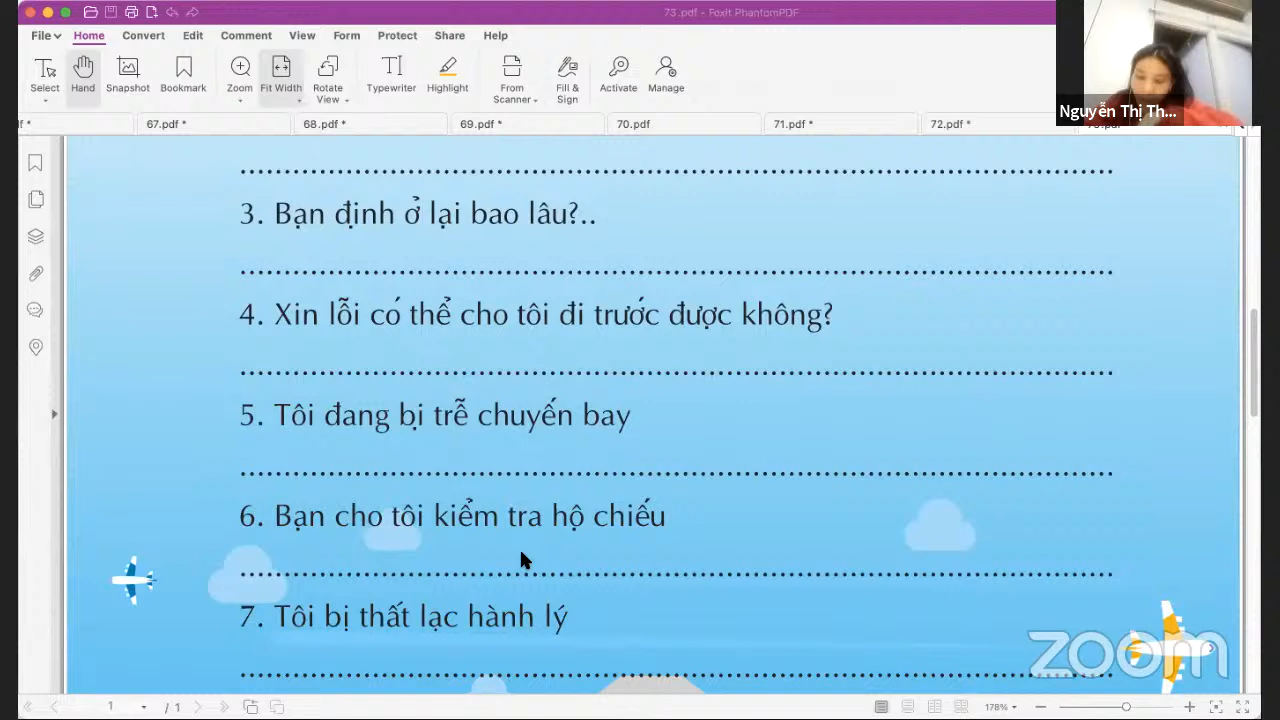 73.pdf - Foxit PhantomPDF
File Home Convert Edit Comment View Form Protect Share Help
Select Hand Snapshot Bookmark Zoom Fit Width Rotate View Typewriter Highlight From Scanner Fill & Sign Activate Manage
Nguyễn Thị Th...
67.pdf * 68.pdf * 69.pdf * 70.pdf 71.pdf * 72.pdf *
................................................................................
3. Bạn định ở lại bao lâu?..
................................................................................
4. Xin lỗi có thể cho tôi đi trước được không?
................................................................................
5. Tôi đang bị trễ chuyến bay
................................................................................
6. Bạn cho tôi kiểm tra hộ chiếu
................................................................................
7. Tôi bị thất lạc hành lý
................................................................................
zoom
1 / 1 178%